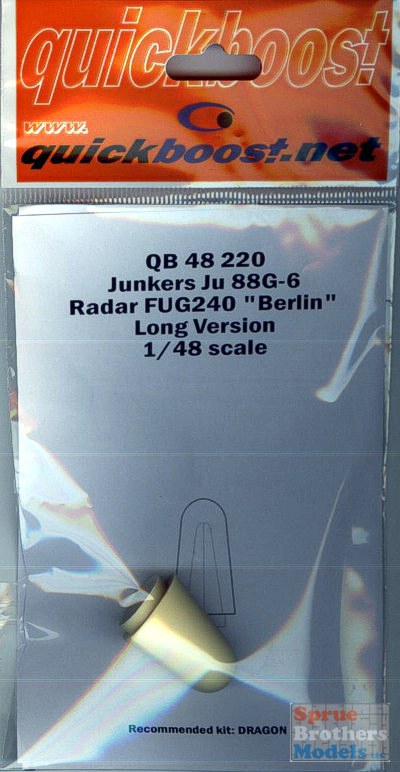 quickboost
www.
quickboost.net
QB 48 220
Junkers Ju 88G-6
Radar FUG240 "Berlin"
Long Version
1/48 scale
Recommended kit: DRAGON
Sprue
Brothers
Models LLC